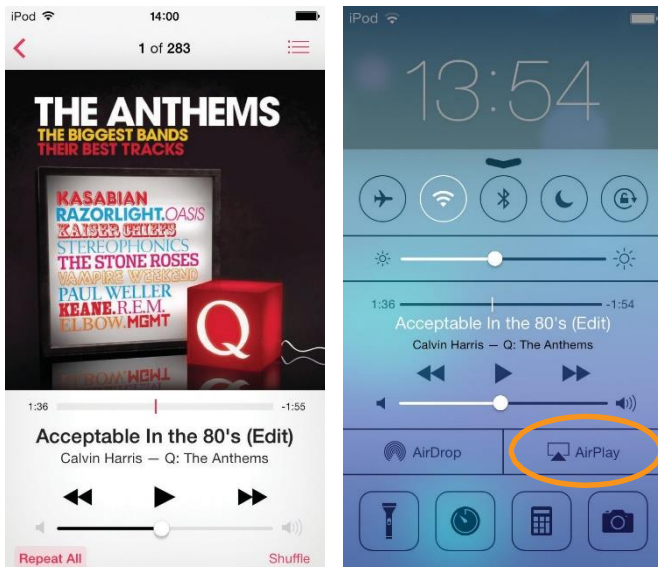 iPod 14:00
1 of 283
THE ANTHEMS
THE BIGGEST BANDS
THEIR BEST TRACKS
KASABIAN
RAZORLIGHT.OASIS
KAISER CHIEFS
STEREOPHONICS
THE STONE ROSES
VAMPIRE WEEKEND
PAUL WELLER
KEANE.R.E.M.
ELBOW.MGMT
Q
1:36 -1:55
Acceptable In the 80's (Edit)
Calvin Harris — Q: The Anthems
Repeat All Shuffle
iPod
13:54
1:36 -1:54
Acceptable In the 80's (Edit)
Calvin Harris — Q: The Anthems
AirDrop AirPlay